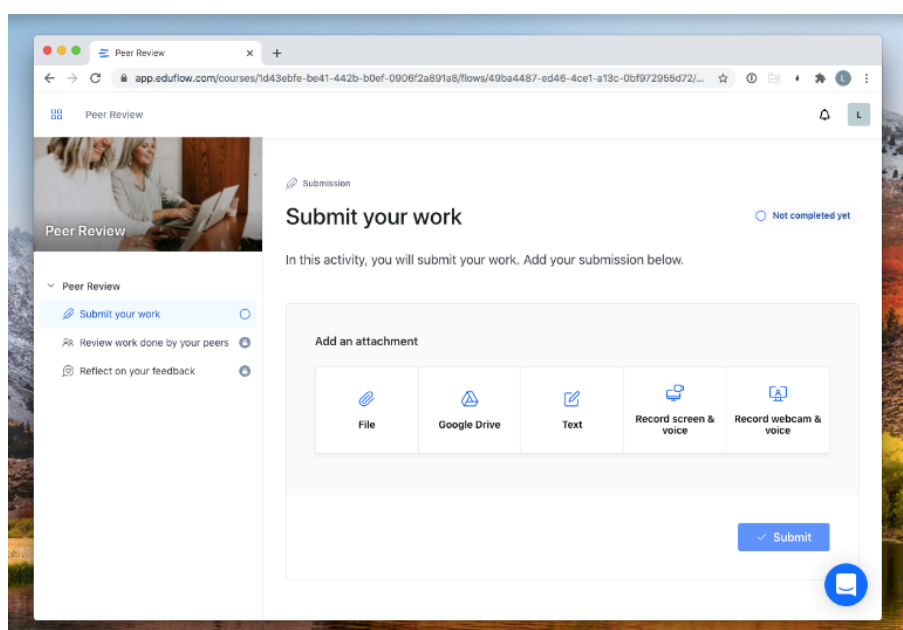 Peer Review
app.eduflow.com/courses/1d43ebfe-be41-442b-b0ef-0906f2a891a8/flows/49ba4487-ed46-4ce1-a13c-0bf972955d72/...
L
Peer Review
L
Peer Review
Peer Review
Submit your work
Review work done by your peers
Reflect on your feedback
Submission
Submit your work
Not completed yet
In this activity, you will submit your work. Add your submission below.
Add an attachment
File
Google Drive
Text
Record screen &
voice
Record webcam &
voice
Submit